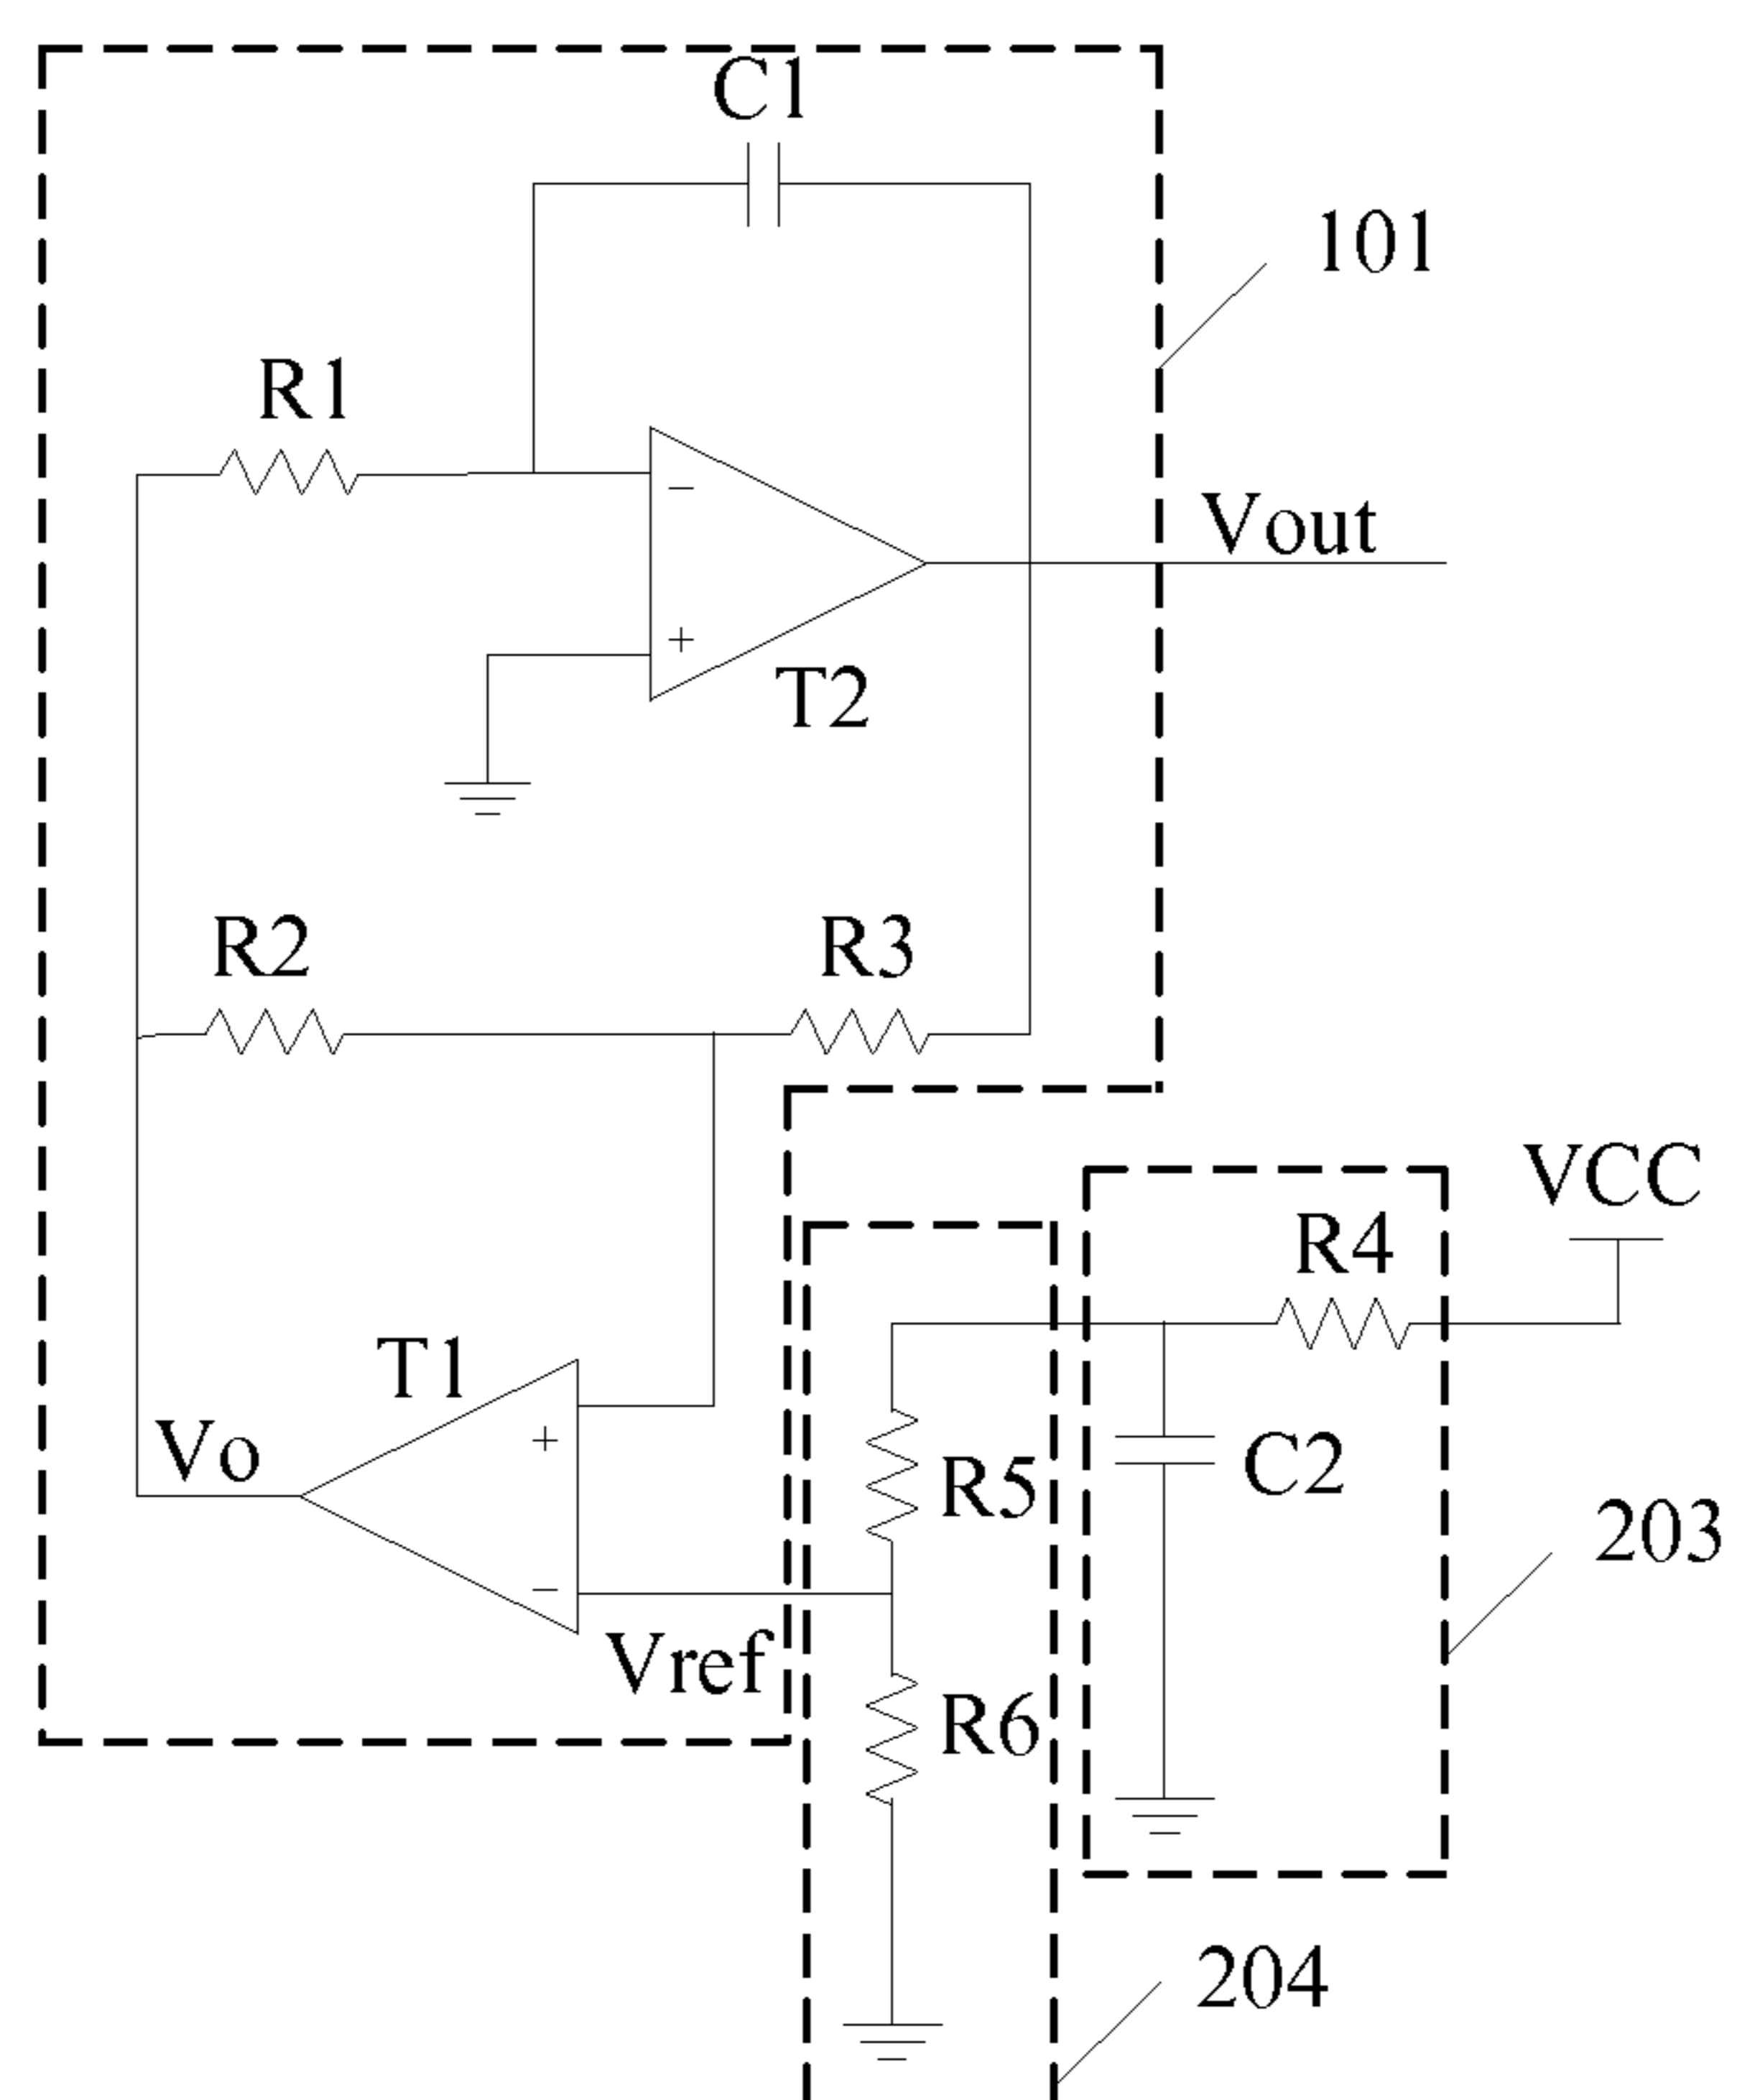 C1
101
R1
−
Vout
+
T2
R2
R3
VCC
R4
T1
+
Vo
R5
C2
203
−
Vref
R6
204